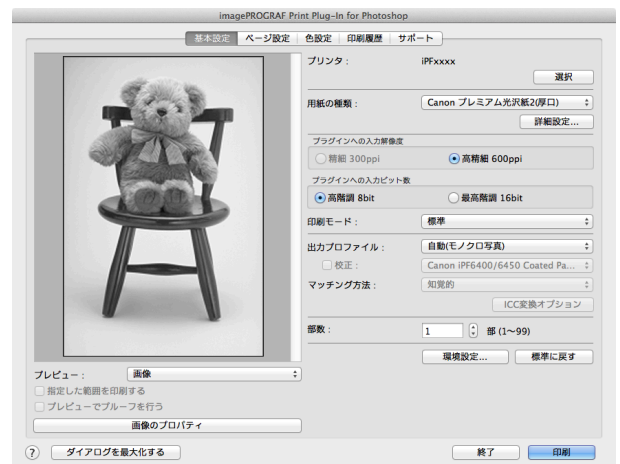 imagePROGRAF Print Plug-In for Photoshop
基本設定 ページ設定 色設定 印刷履歴 サポート
プリンタ： iPFxxxx
選択
用紙の種類： Canon プレミアム光沢紙2(厚口)
詳細設定...
プラグインへの入力解像度
精細 300ppi 高精細 600ppi
プラグインへの入力ビット数
高階調 8bit 最高階調 16bit
印刷モード： 標準
出力プロファイル： 自動(モノクロ写真)
校正： Canon iPF6400/6450 Coated Pa...
マッチング方法： 知覚的
ICC変換オプション
部数： 1 部 (1〜99)
環境設定... 標準に戻す
プレビュー： 画像
指定した範囲を印刷する
プレビューでプルーフを行う
画像のプロパティ
? ダイアログを最大化する 終了 印刷